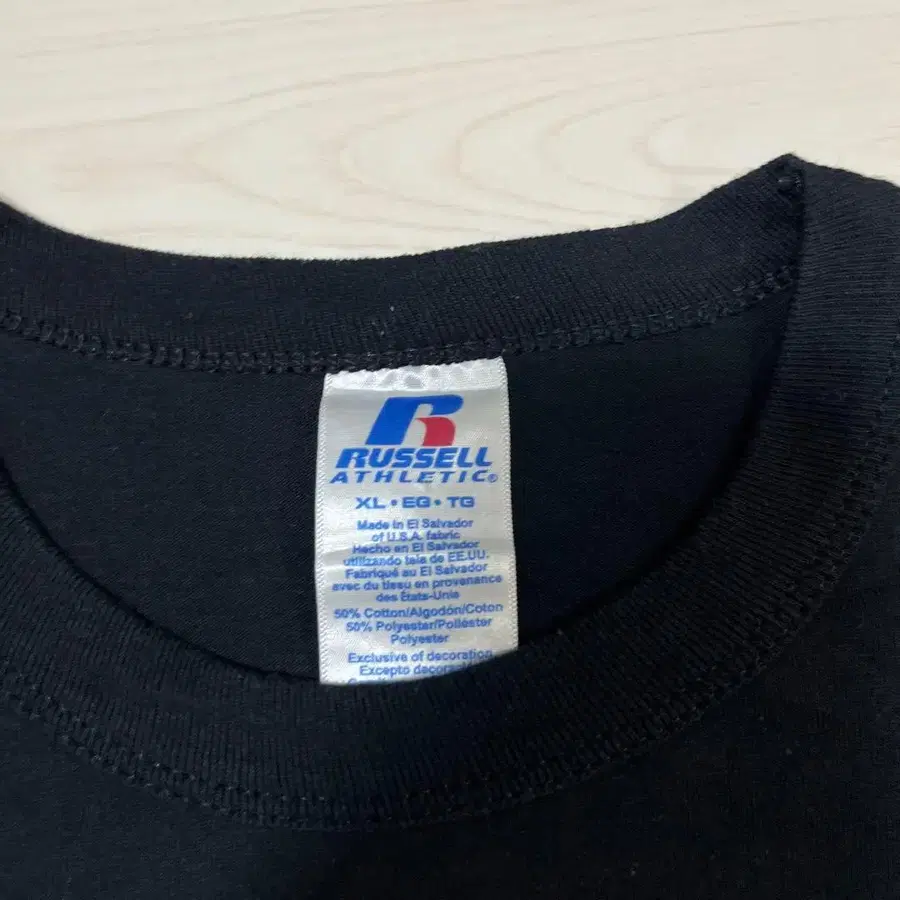 RUSSELL
ATHLETIC®
XL • EG • TG
Made in El Salvador
of U.S.A. fabric
Hecho en El Salvador
utilizando tela de EE.UU.
Fabriqué au El Salvador
avec du tissu en provenance
des États-Unis
50% Cotton/Algodón/Coton
50% Polyester/Poliéster
Polyester
Exclusive of decoration
Excepto